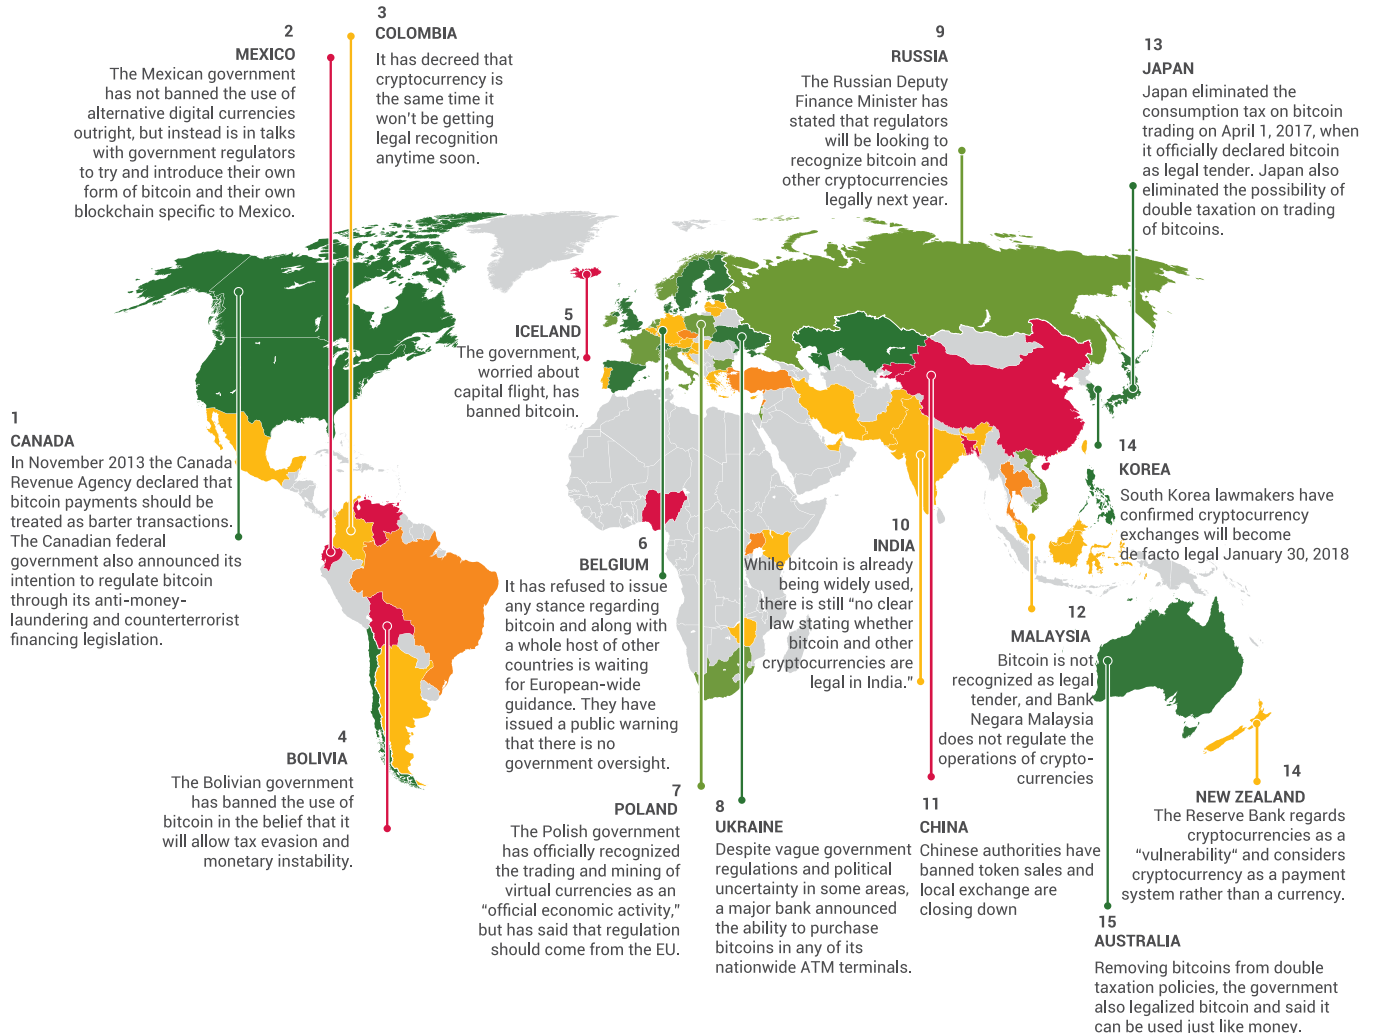 1
CANADA
In November 2013 the Canada
Revenue Agency declared that
bitcoin payments should be
treated as barter transactions.
The Canadian federal
government also announced its
intention to regulate bitcoin
through its anti-money-
laundering and counterterrorist
financing legislation.
2
MEXICO
The Mexican government
has not banned the use of
alternative digital currencies
outright, but instead is in talks
with government regulators
to try and introduce their own
form of bitcoin and their own
blockchain specific to Mexico.
3
COLOMBIA
It has decreed that
cryptocurrency is
the same time it
won't be getting
legal recognition
anytime soon.
4
BOLIVIA
The Bolivian government
has banned the use of
bitcoin in the belief that it
will allow tax evasion and
monetary instability.
5
ICELAND
The government,
worried about
capital flight, has
banned bitcoin.
6
BELGIUM
It has refused to issue
any stance regarding
bitcoin and along with
a whole host of other
countries is waiting
for European-wide
guidance. They have
issued a public warning
that there is no
government oversight.
7
POLAND
The Polish government
has officially recognized
the trading and mining of
virtual currencies as an
“official economic activity,”
but has said that regulation
should come from the EU.
8
UKRAINE
Despite vague government
regulations and political
uncertainty in some areas,
a major bank announced
the ability to purchase
bitcoins in any of its
nationwide ATM terminals.
9
RUSSIA
The Russian Deputy
Finance Minister has
stated that regulators
will be looking to
recognize bitcoin and
other cryptocurrencies
legally next year.
10
INDIA
While bitcoin is already
being widely used,
there is still “no clear
law stating whether
bitcoin and other
cryptocurrencies are
legal in India.”
11
CHINA
Chinese authorities have
banned token sales and
local exchange are
closing down
12
MALAYSIA
Bitcoin is not
recognized as legal
tender, and Bank
Negara Malaysia
does not regulate the
operations of crypto-
currencies
13
JAPAN
Japan eliminated the
consumption tax on bitcoin
trading on April 1, 2017, when
it officially declared bitcoin
as legal tender. Japan also
eliminated the possibility of
double taxation on trading
of bitcoins.
14
KOREA
South Korea lawmakers have
confirmed cryptocurrency
exchanges will become
de facto legal January 30, 2018
14
NEW ZEALAND
The Reserve Bank regards
cryptocurrencies as a
“vulnerability“ and considers
cryptocurrency as a payment
system rather than a currency.
15
AUSTRALIA
Removing bitcoins from double
taxation policies, the government
also legalized bitcoin and said it
can be used just like money.